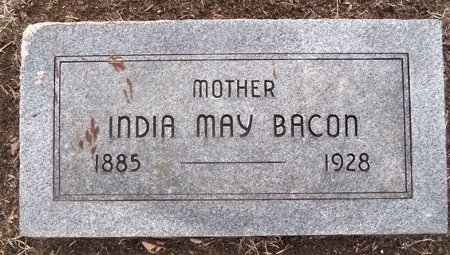 MOTHER
INDIA MAY BACON
1885 1928